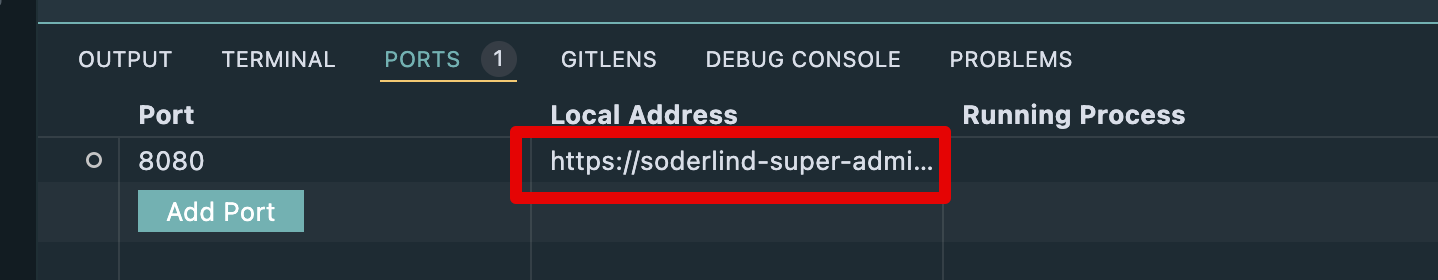 OUTPUT TERMINAL PORTS 1 GITLENS DEBUG CONSOLE PROBLEMS
Port Local Address Running Process
8080 https://soderlind-super-admi...
Add Port